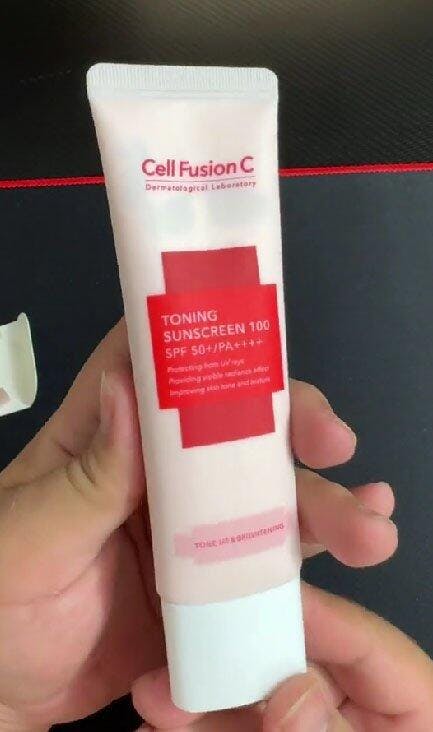 Cell Fusion C
Dermatological Laboratory
TONING
SUNSCREEN 100
SPF 50+/PA++++
Protecting from UV rays
Providing visible radiance effect
Improving skin tone and texture
TONE UP & BRIGHTENING